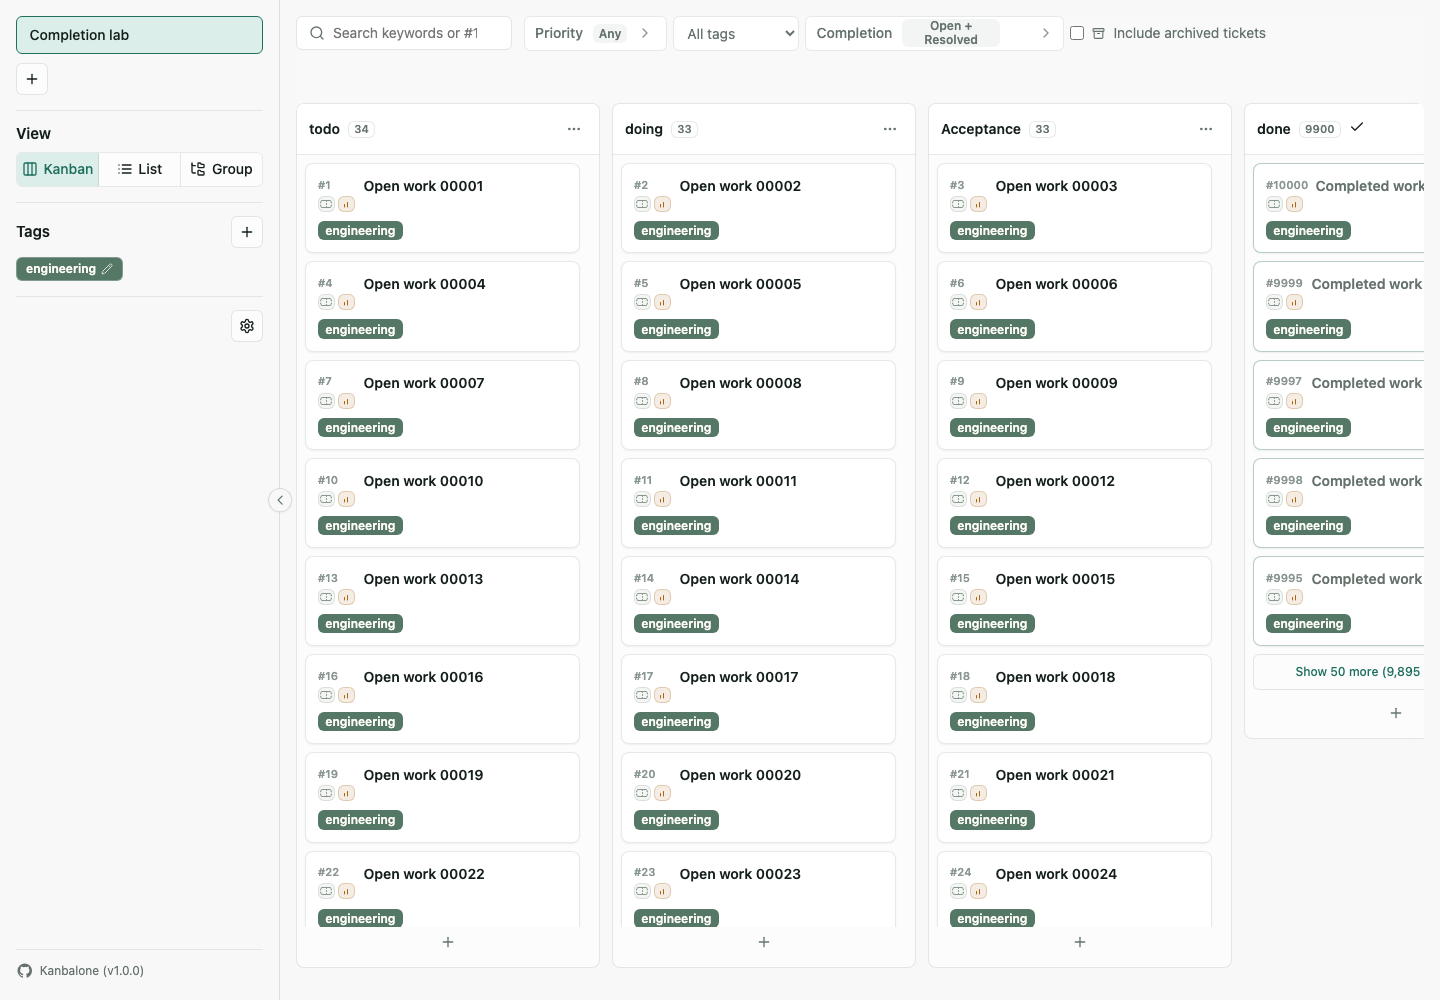 Completion lab
View
Kanban
List
Group
Tags
engineering
Kanbalone (v1.0.0)
Search keywords or #1
Priority Any
All tags
Completion Open + Resolved
Include archived tickets
todo 34
#1 Open work 00001
engineering
#4 Open work 00004
engineering
#7 Open work 00007
engineering
#10 Open work 00010
engineering
#13 Open work 00013
engineering
#16 Open work 00016
engineering
#19 Open work 00019
engineering
#22 Open work 00022
engineering
doing 33
#2 Open work 00002
engineering
#5 Open work 00005
engineering
#8 Open work 00008
engineering
#11 Open work 00011
engineering
#14 Open work 00014
engineering
#17 Open work 00017
engineering
#20 Open work 00020
engineering
#23 Open work 00023
engineering
Acceptance 33
#3 Open work 00003
engineering
#6 Open work 00006
engineering
#9 Open work 00009
engineering
#12 Open work 00012
engineering
#15 Open work 00015
engineering
#18 Open work 00018
engineering
#21 Open work 00021
engineering
#24 Open work 00024
engineering
done 9900
#10000 Completed work
engineering
#9999 Completed work
engineering
#9997 Completed work
engineering
#9998 Completed work
engineering
#9995 Completed work
engineering
Show 50 more (9,895